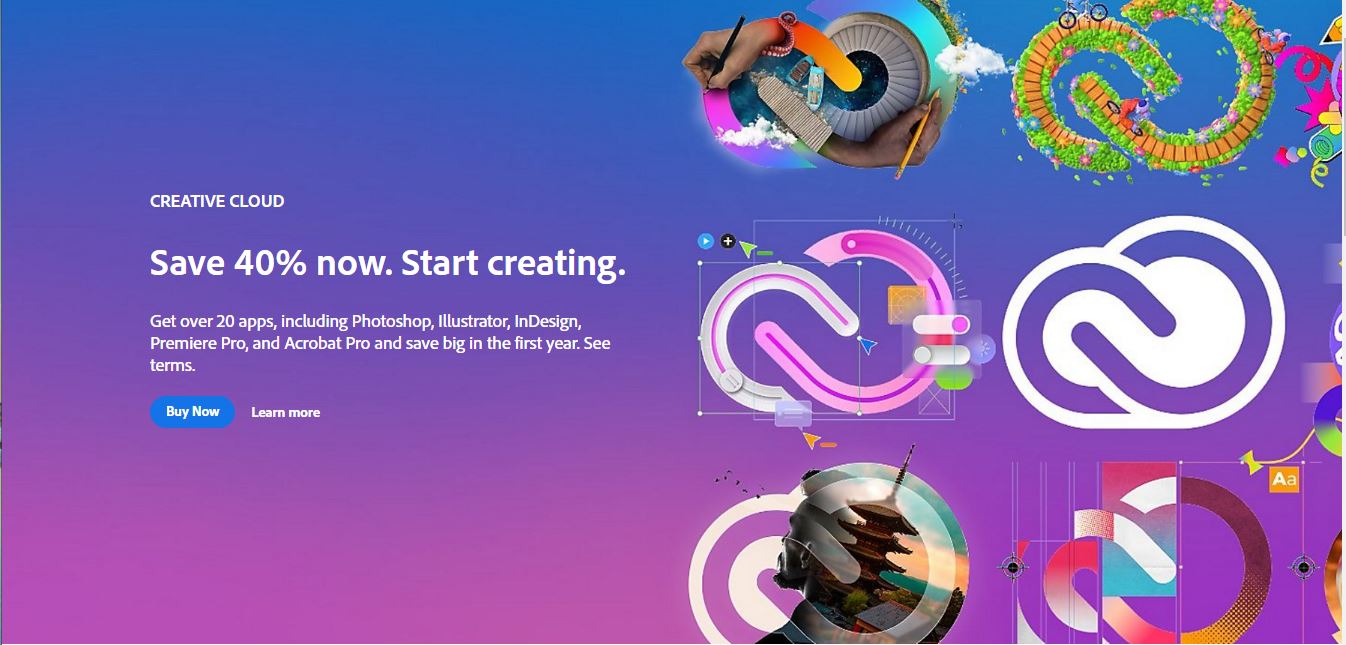 CREATIVE CLOUD
Save 40% now. Start creating.
Get over 20 apps, including Photoshop, Illustrator, InDesign,
Premiere Pro, and Acrobat Pro and save big in the first year. See
terms.
Buy Now
Learn more
Aa